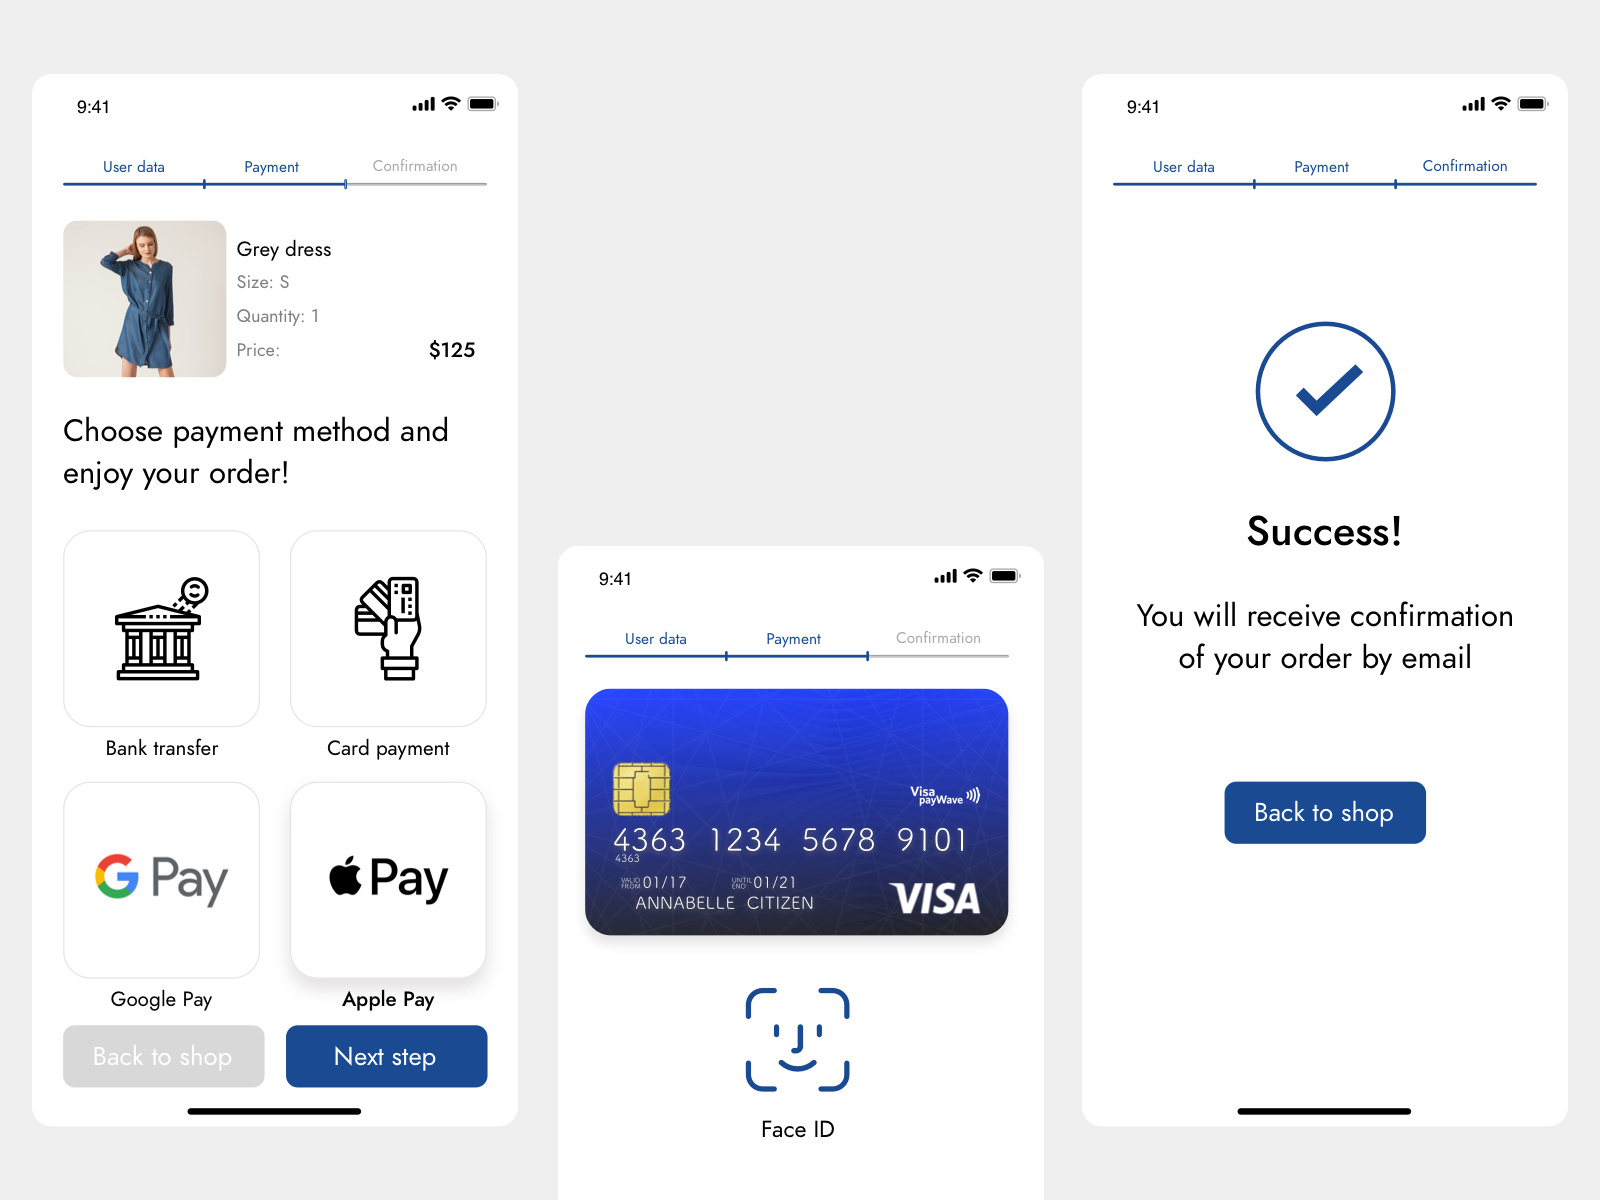 9:41
User data
Payment
Confirmation
Grey dress
Size: S
Quantity: 1
Price:
$125
Choose payment method and
enjoy your order!
Bank transfer
Card payment
G Pay
Pay
Google Pay
Apple Pay
Back to shop
Next step
9:41
User data
Payment
Confirmation
Visa
payWave
4363 1234 5678 9101
4363
VALID
FROM 01/17
UNTIL
END 01/21
ANNABELLE CITIZEN
VISA
Face ID
9:41
User data
Payment
Confirmation
Success!
You will receive confirmation
of your order by email
Back to shop